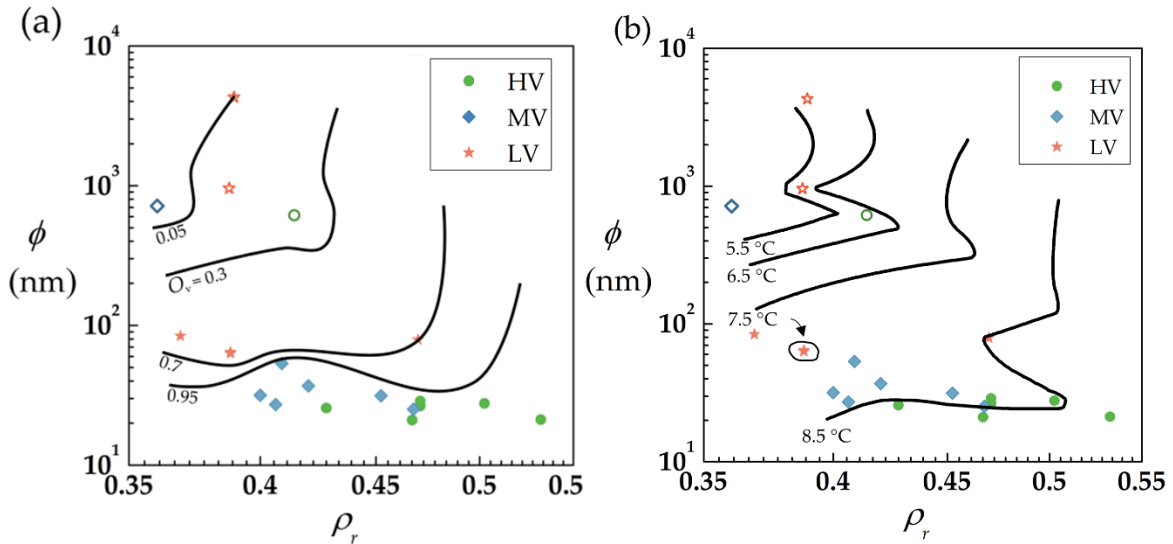 (a)
10⁴
10³
10²
10¹
ϕ
(nm)
HV
MV
LV
0.05
Oᵥ = 0.3
0.7
0.95
0.35
0.4
0.45
0.5
0.5
ρᵣ
(b)
10⁴
10³
10²
10¹
ϕ
(nm)
HV
MV
LV
5.5 °C
6.5 °C
7.5 °C
8.5 °C
0.35
0.4
0.45
0.5
0.55
ρᵣ